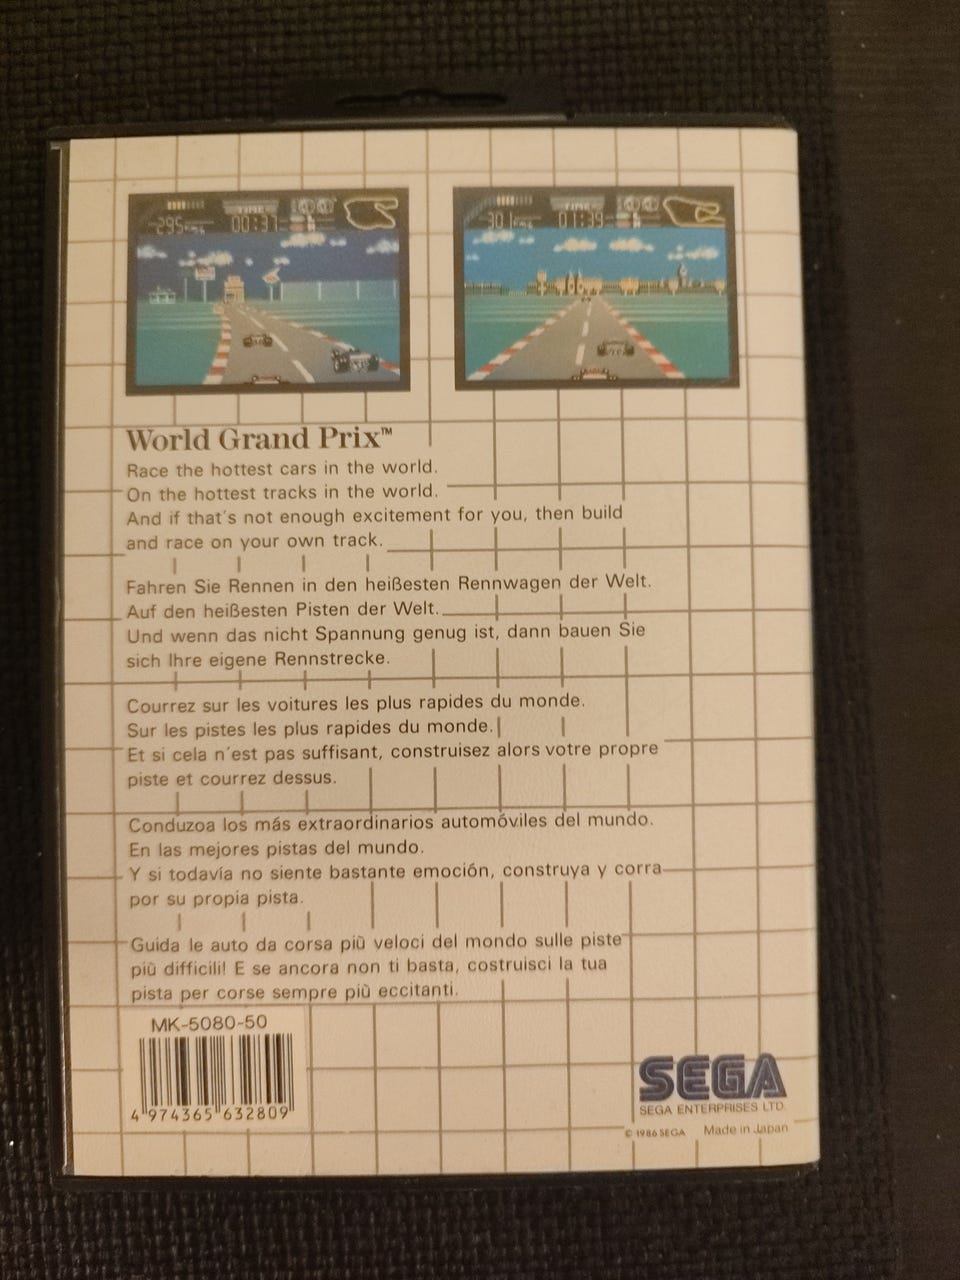 295
TIME
00:37
301
TIME
01:39
World Grand Prix™
Race the hottest cars in the world.
On the hottest tracks in the world.
And if that's not enough excitement for you, then build
and race on your own track.
Fahren Sie Rennen in den heißesten Rennwagen der Welt.
Auf den heißesten Pisten der Welt.
Und wenn das nicht Spannung genug ist, dann bauen Sie
sich Ihre eigene Rennstrecke.
Courrez sur les voitures les plus rapides du monde.
Sur les pistes les plus rapides du monde.
Et si cela n'est pas suffisant, construisez alors votre propre
piste et courrez dessus.
Conduzoa los más extraordinarios automóviles del mundo.
En las mejores pistas del mundo.
Y si todavía no siente bastante emoción, construya y corra
por su propia pista.
Guida le auto da corsa più veloci del mondo sulle piste
più difficili! E se ancora non ti basta, costruisci la tua
pista per corse sempre più eccitanti.
MK-5080-50
4 974365 632809
SEGA
SEGA ENTERPRISES LTD.
© 1986 SEGA Made in Japan